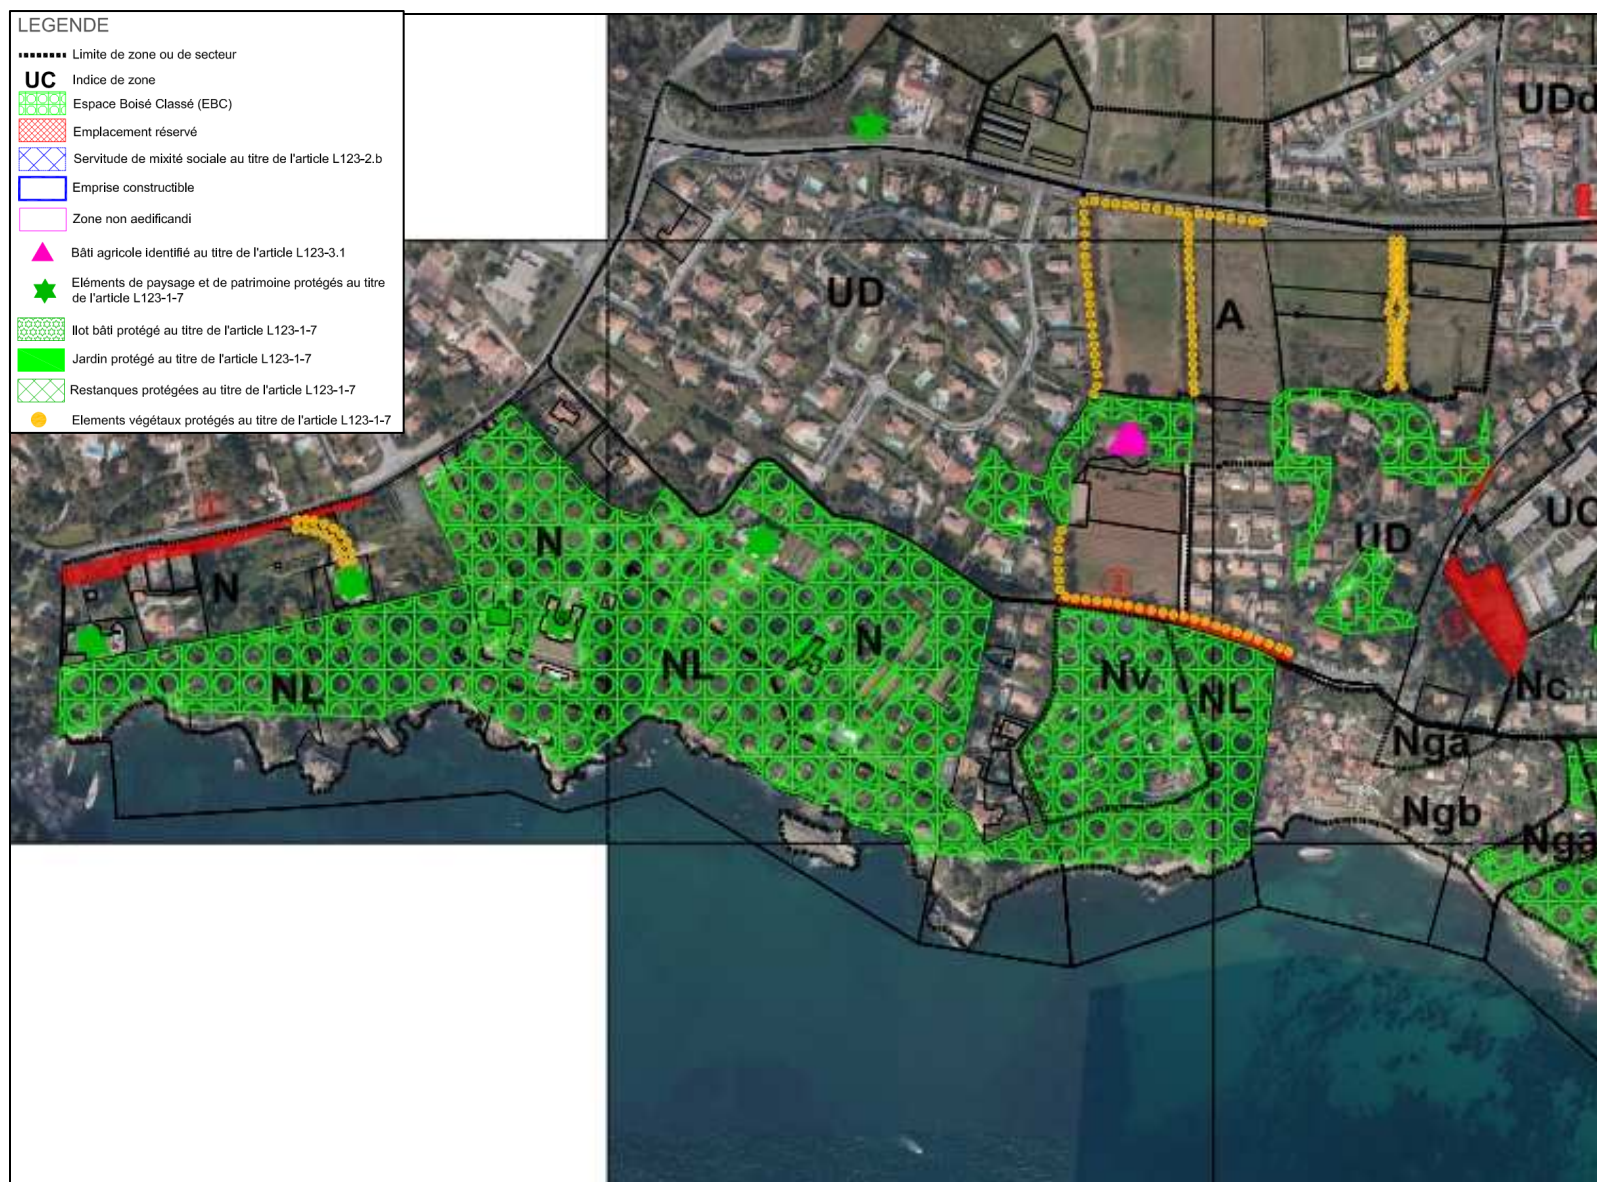 LEGENDE
Limite de zone ou de secteur
UC Indice de zone
Espace Boisé Classé (EBC)
Emplacement réservé
Servitude de mixité sociale au titre de l'article L123-2.b
Emprise constructible
Zone non aedificandi
Bâti agricole identifié au titre de l'article L123-3.1
Eléments de paysage et de patrimoine protégés au titre
de l'article L123-1-7
Ilot bâti protégé au titre de l'article L123-1-7
Jardin protégé au titre de l'article L123-1-7
Restanques protégées au titre de l'article L123-1-7
Elements végétaux protégés au titre de l'article L123-1-7
UDd
UD
A
UC
UD
N
N
N
NL
NL
Nv
NL
Nc
Nga
Ngb
Nga